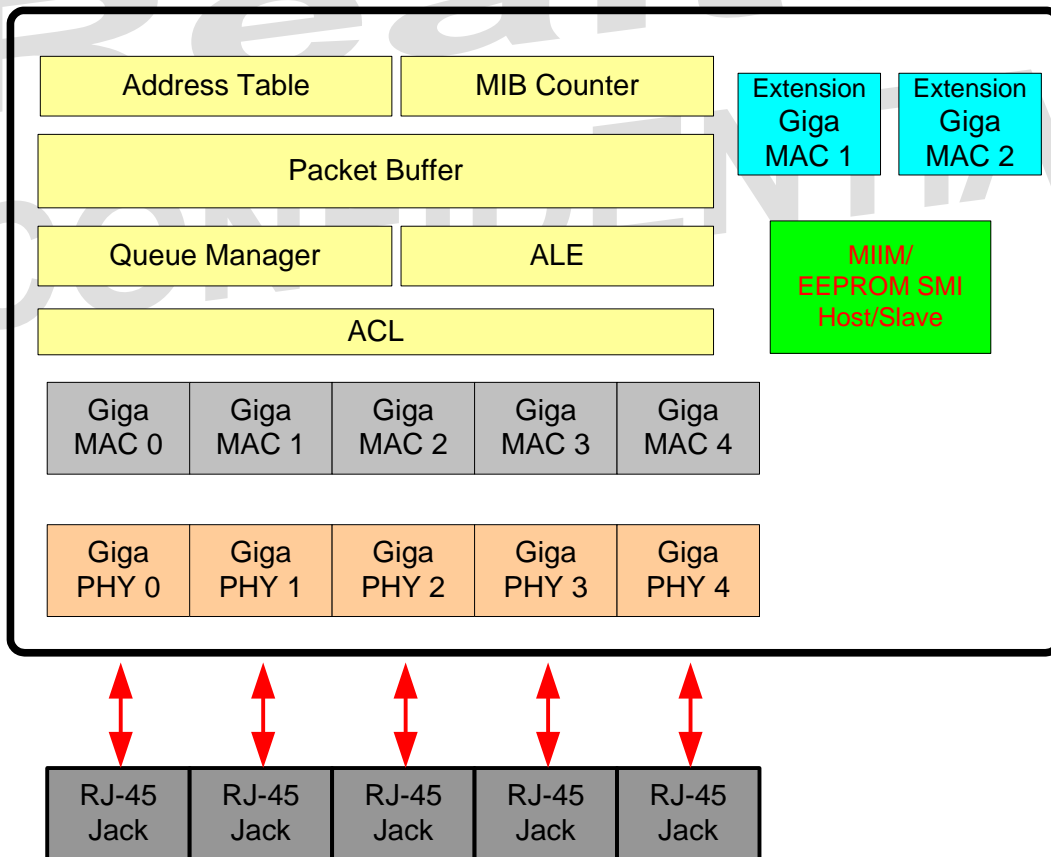 Address Table
MIB Counter
Extension
Giga
MAC 1
Extension
Giga
MAC 2
Packet Buffer
Queue Manager
ALE
MIIM/
EEPROM SMI
Host/Slave
ACL
Giga
MAC 0
Giga
MAC 1
Giga
MAC 2
Giga
MAC 3
Giga
MAC 4
Giga
PHY 0
Giga
PHY 1
Giga
PHY 2
Giga
PHY 3
Giga
PHY 4
RJ-45
Jack
RJ-45
Jack
RJ-45
Jack
RJ-45
Jack
RJ-45
Jack